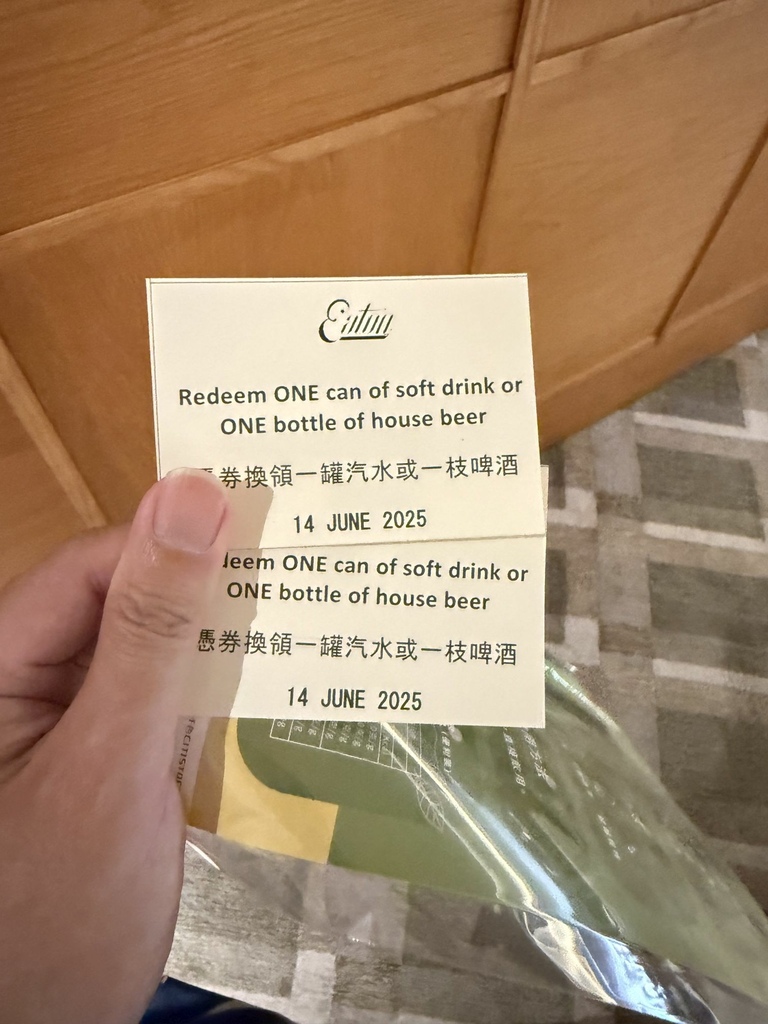 Eaton
Redeem ONE can of soft drink or
ONE bottle of house beer
憑券換領一罐汽水或一枝啤酒
14 JUNE 2025
deem ONE can of soft drink or
ONE bottle of house beer
憑券換領一罐汽水或一枝啤酒
14 JUNE 2025